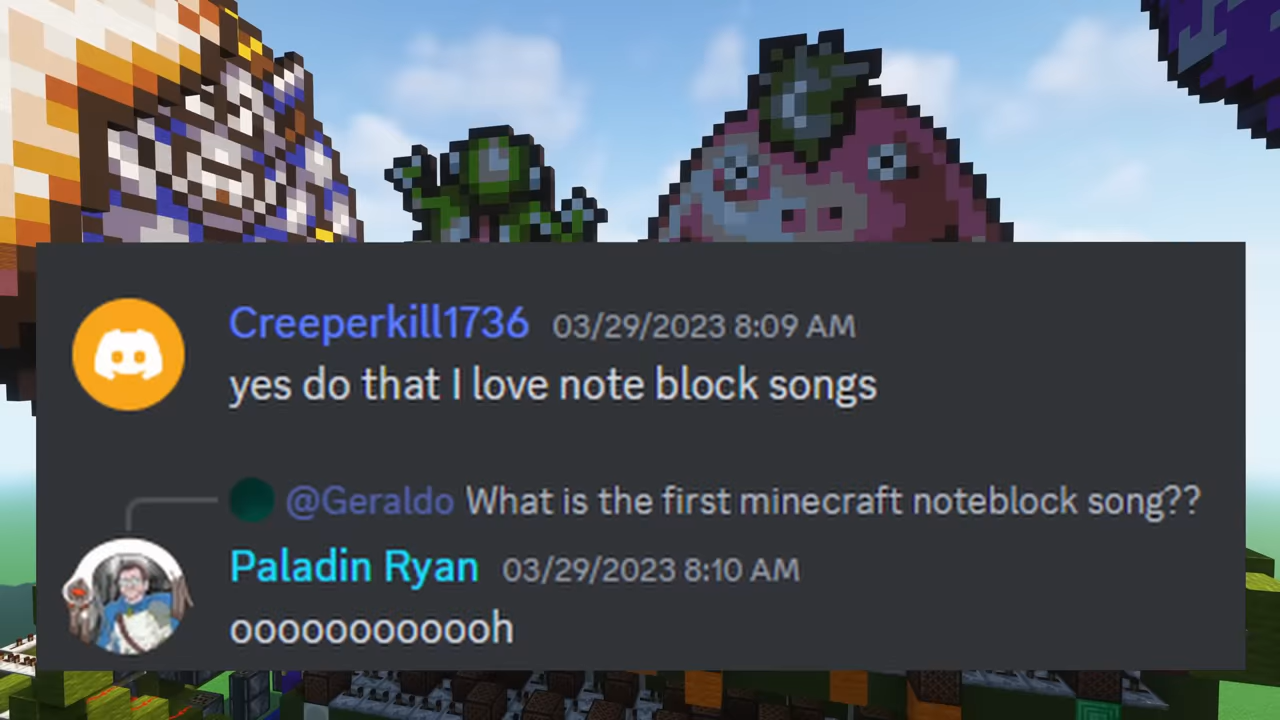 Creeperkill1736 03/29/2023 8:09 AM
yes do that I love note block songs
@Geraldo What is the first minecraft noteblock song??
Paladin Ryan 03/29/2023 8:10 AM
ooooooooooooh